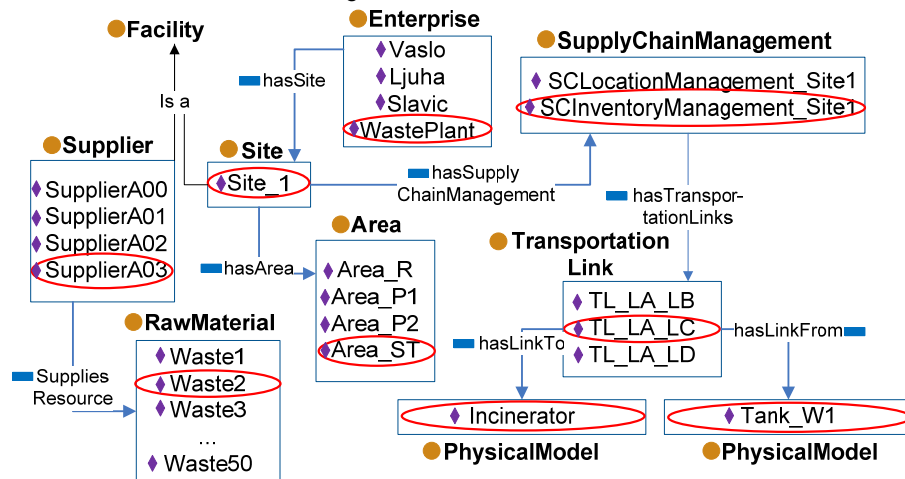 Enterprise
Facility
Vaslo
Ljuha
Slavic
WastePlant
hasSite
Is a
SupplyChainManagement
SCLocationManagement_Site1
SCInventoryManagement_Site1
Supplier
SupplierA00
SupplierA01
SupplierA02
SupplierA03
Site
Site_1
hasSupply
ChainManagement
hasTranspor-
tationLinks
hasArea
Area
Area_R
Area_P1
Area_P2
Area_ST
Transportation
Link
TL_LA_LB
TL_LA_LC
TL_LA_LD
hasLinkTo
hasLinkFrom
RawMaterial
Waste1
Waste2
Waste3
...
Waste50
Supplies
Resource
Incinerator
PhysicalModel
Tank_W1
PhysicalModel